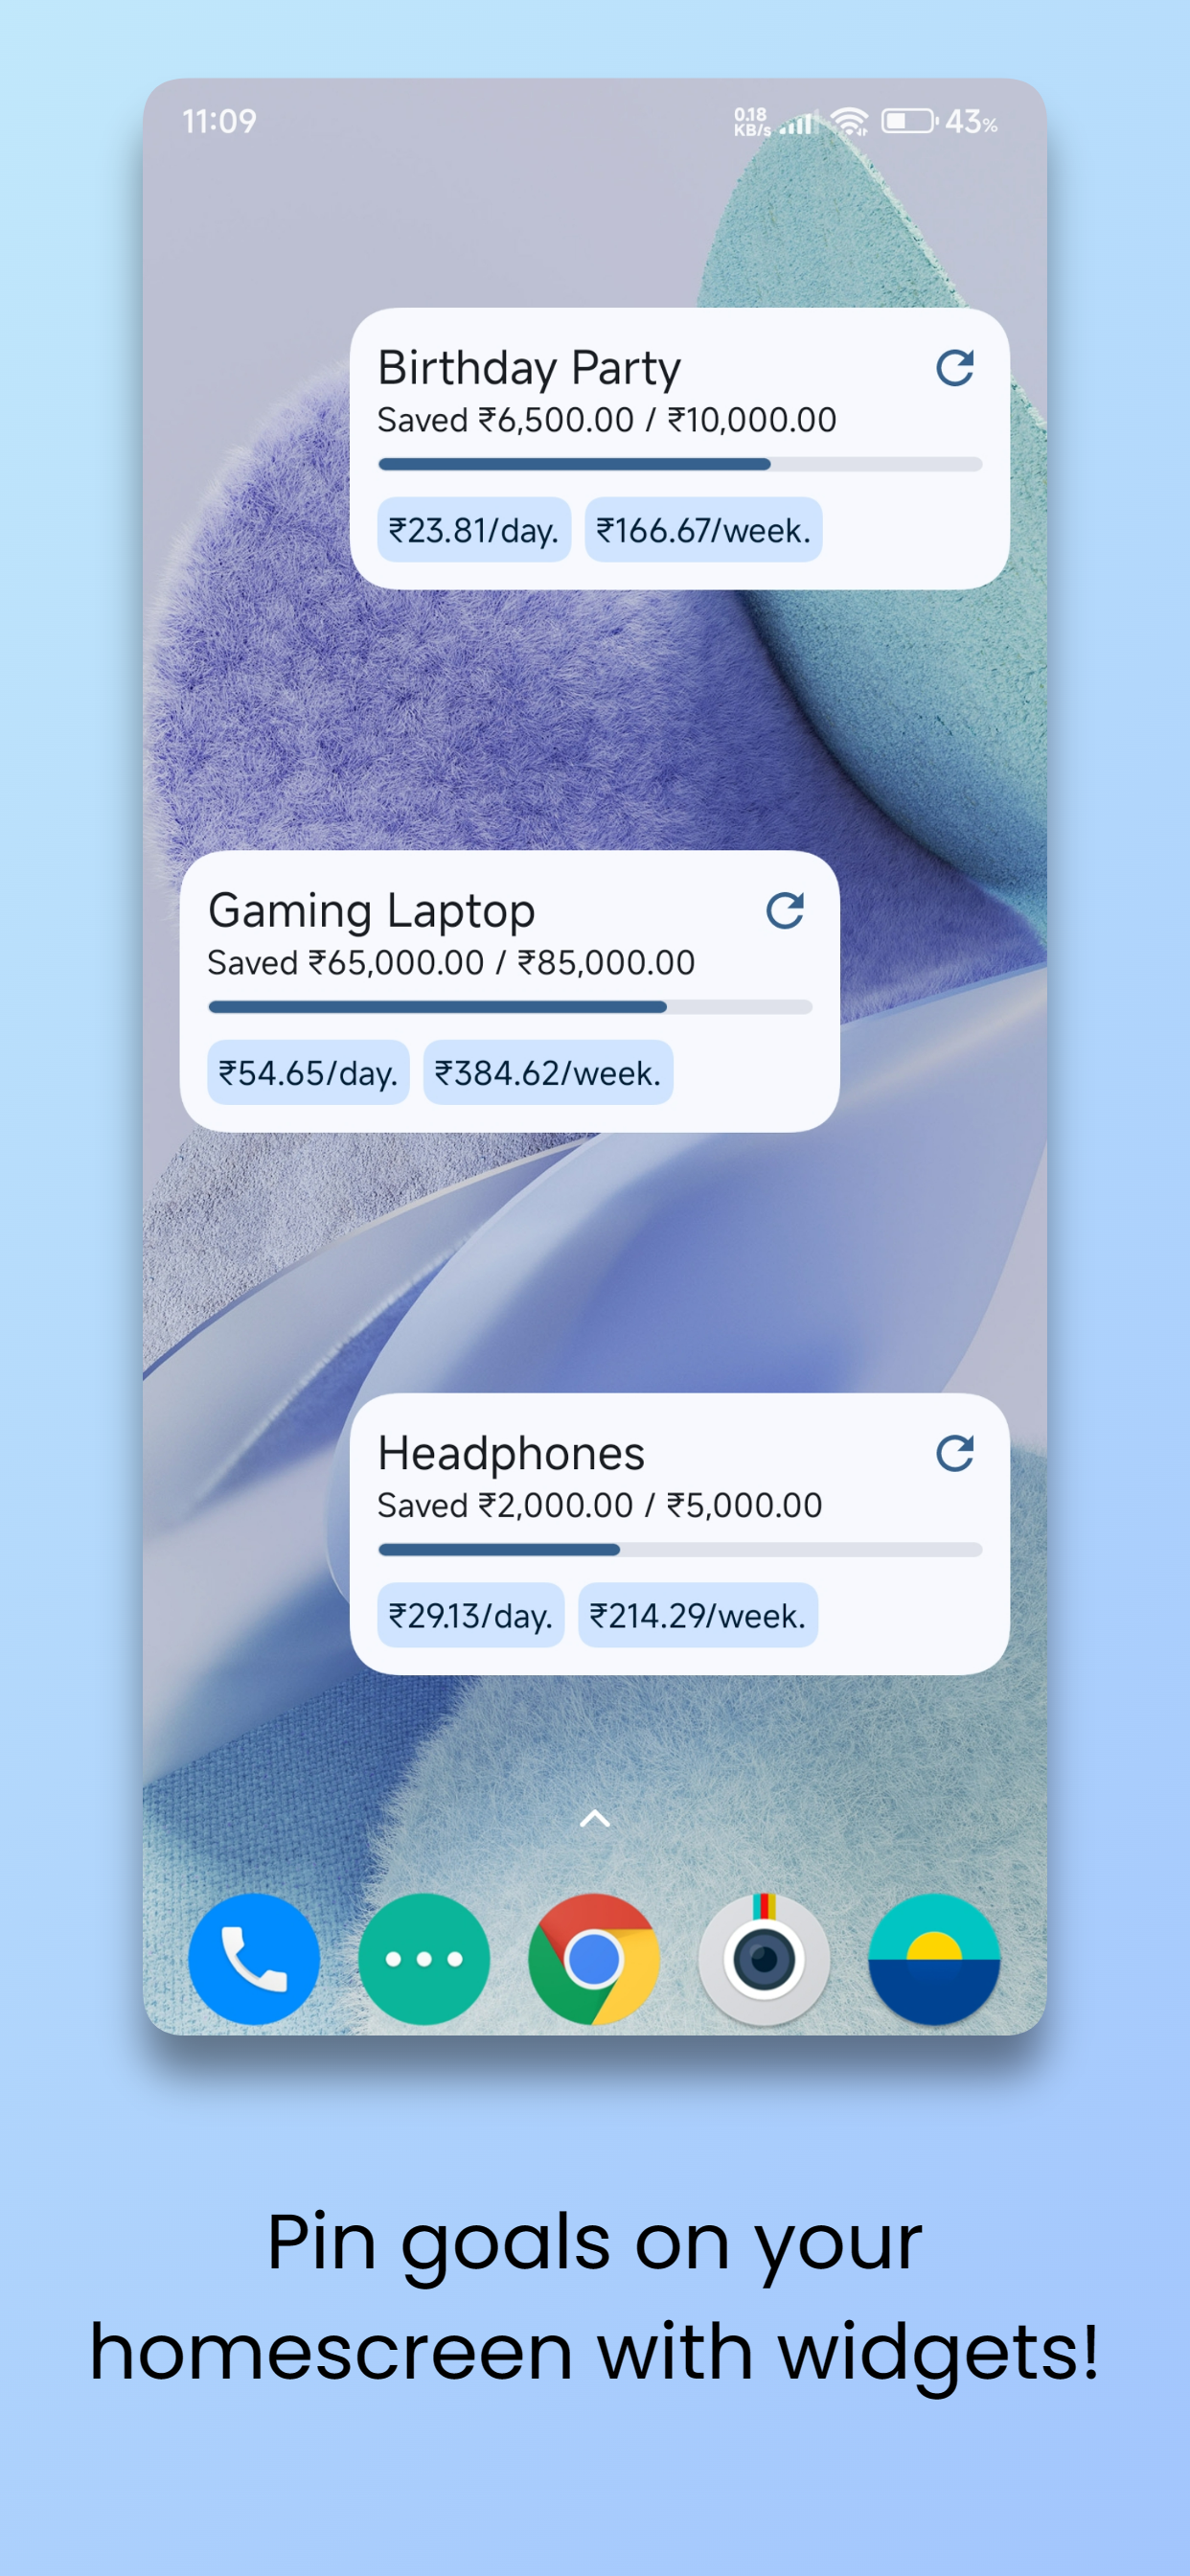 11:09
0.18
KB/s
43%
Birthday Party
Saved ₹6,500.00 / ₹10,000.00
₹23.81/day.
₹166.67/week.
Gaming Laptop
Saved ₹65,000.00 / ₹85,000.00
₹54.65/day.
₹384.62/week.
Headphones
Saved ₹2,000.00 / ₹5,000.00
₹29.13/day.
₹214.29/week.
Pin goals on your
homescreen with widgets!